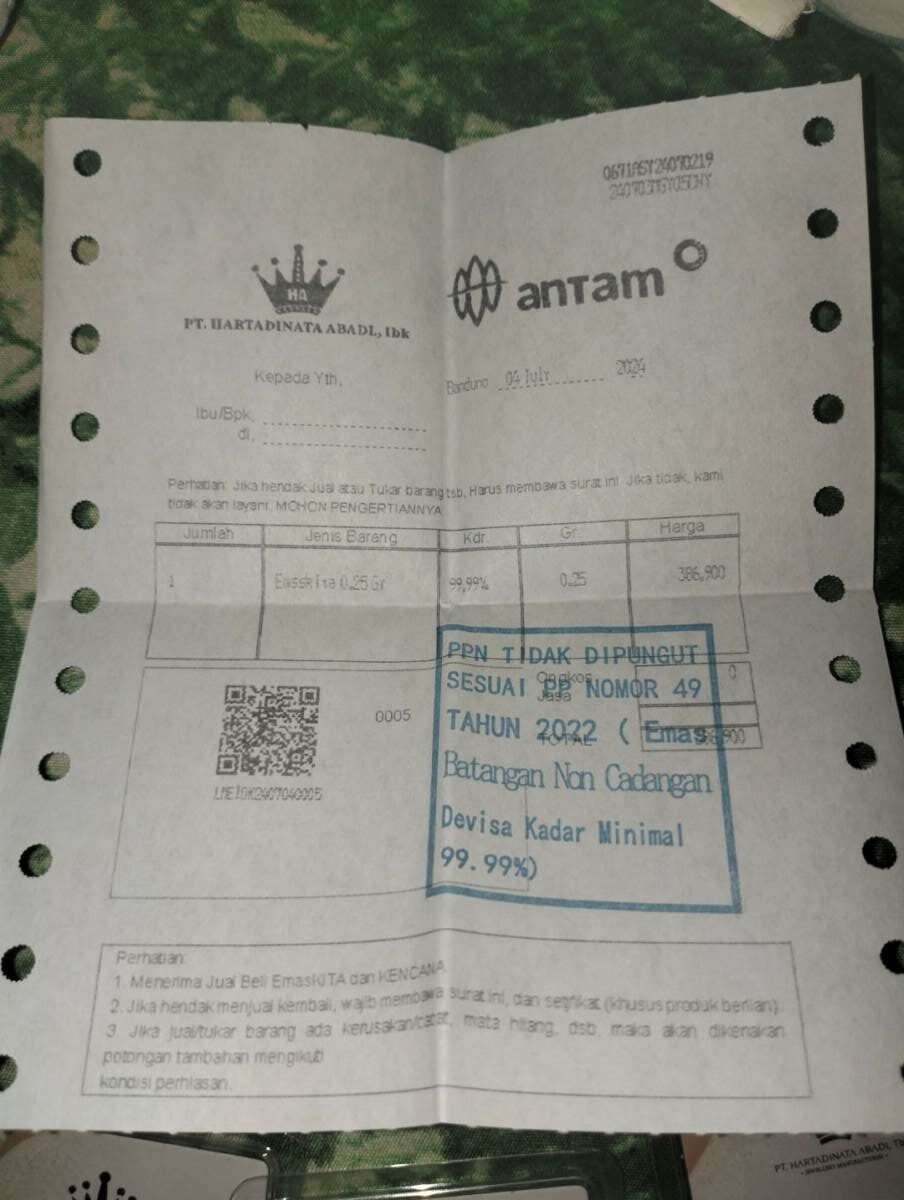 0671ASY24070219
HA
PT. HARTADINATA ABADI, Tbk
antam
Kepada Yth,
Bandung 04 July 2024
Ibu/Bpk.
di,
Perhatian: Jika hendak Jual atau Tukar barang tsb, Harus membawa surat ini. Jika tidak, kami
tidak akan layani. MOHON PENGERTIANNYA
Jumlah Jenis Barang Kdr. Gr. Harga
1 Emaskita 0.25 Gr 99,99% 0.25 386,900
Ongkos 0
Jasa
TOTAL
0005
PPN TIDAK DIPUNGUT
SESUAI PP NOMOR 49
TAHUN 2022 ( Emas
Batangan Non Cadangan
Devisa Kadar Minimal
99.99%)
Perhatian:
1. Menerima Jual Beli EmasKITA dan KENCANA
2. Jika hendak menjual kembali, wajib membawa surat ini, dan sertifikat (khusus produk berlian)
3. Jika jual/tukar barang ada kerusakan/catat, mata hilang, dsb, maka akan dikenakan
potongan tambahan mengikuti
kondisi perhiasan.
PT. HARTADINATA ABADI, Tbk